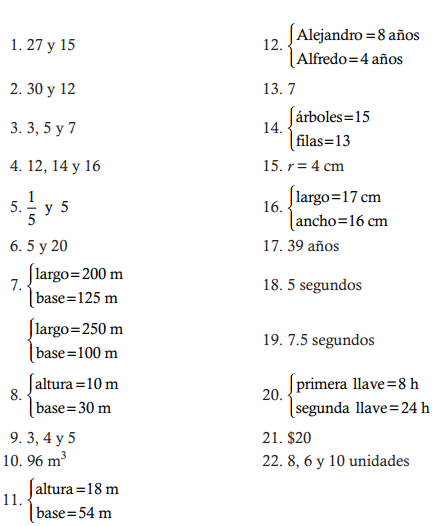 1. 27 y 15
2. 30 y 12
3. 3, 5 y 7
4. 12, 14 y 16
5. 1/5 y 5
6. 5 y 20
7. {largo=200 m
base=125 m
{largo=250 m
base=100 m
8. {altura=10 m
base=30 m
9. 3, 4 y 5
10. 96 m³
11. {altura=18 m
base=54 m
12. {Alejandro=8 años
Alfredo=4 años
13. 7
14. {árboles=15
filas=13
15. r = 4 cm
16. {largo=17 cm
ancho=16 cm
17. 39 años
18. 5 segundos
19. 7.5 segundos
20. {primera llave=8 h
segunda llave=24 h
21. $20
22. 8, 6 y 10 unidades